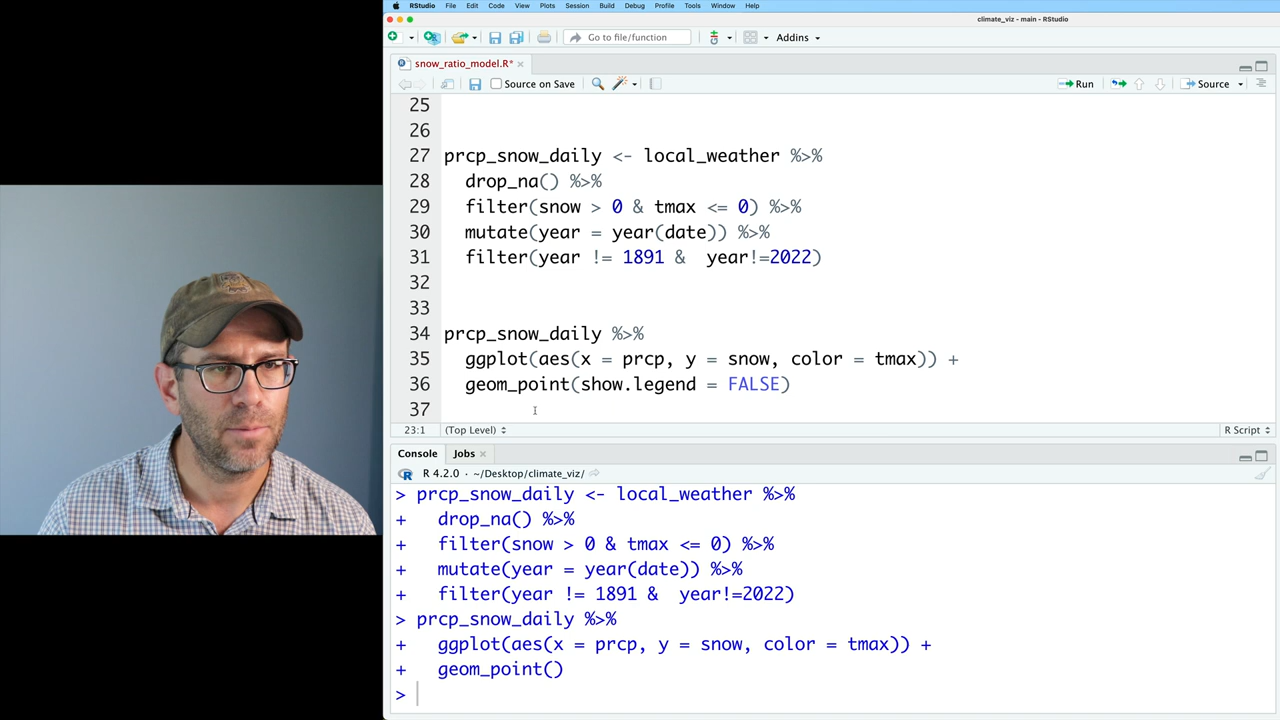 RStudio File Edit Code View Plots Session Build Debug Profile Tools Window Help
climate_viz - main - RStudio
Go to file/function Addins
snow_ratio_model.R*
Source on Save Run Source
25
26
27 prcp_snow_daily <- local_weather %>%
28 drop_na() %>%
29 filter(snow > 0 & tmax <= 0) %>%
30 mutate(year = year(date)) %>%
31 filter(year != 1891 &  year!=2022)
32
33
34 prcp_snow_daily %>%
35 ggplot(aes(x = prcp, y = snow, color = tmax)) +
36 geom_point(show.legend = FALSE)
37
23:1 (Top Level) R Script
Console Jobs
R 4.2.0 · ~/Desktop/climate_viz/
> prcp_snow_daily <- local_weather %>%
+ drop_na() %>%
+ filter(snow > 0 & tmax <= 0) %>%
+ mutate(year = year(date)) %>%
+ filter(year != 1891 &  year!=2022)
> prcp_snow_daily %>%
+ ggplot(aes(x = prcp, y = snow, color = tmax)) +
+ geom_point()
>